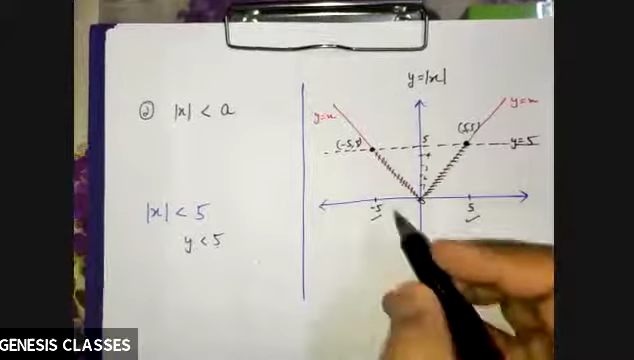 ② |x| < a
|x| < 5
y < 5
y = |x|
y=x
y=x
(-5,5)
(5,5)
5
y=5
-5
5
GENESIS CLASSES